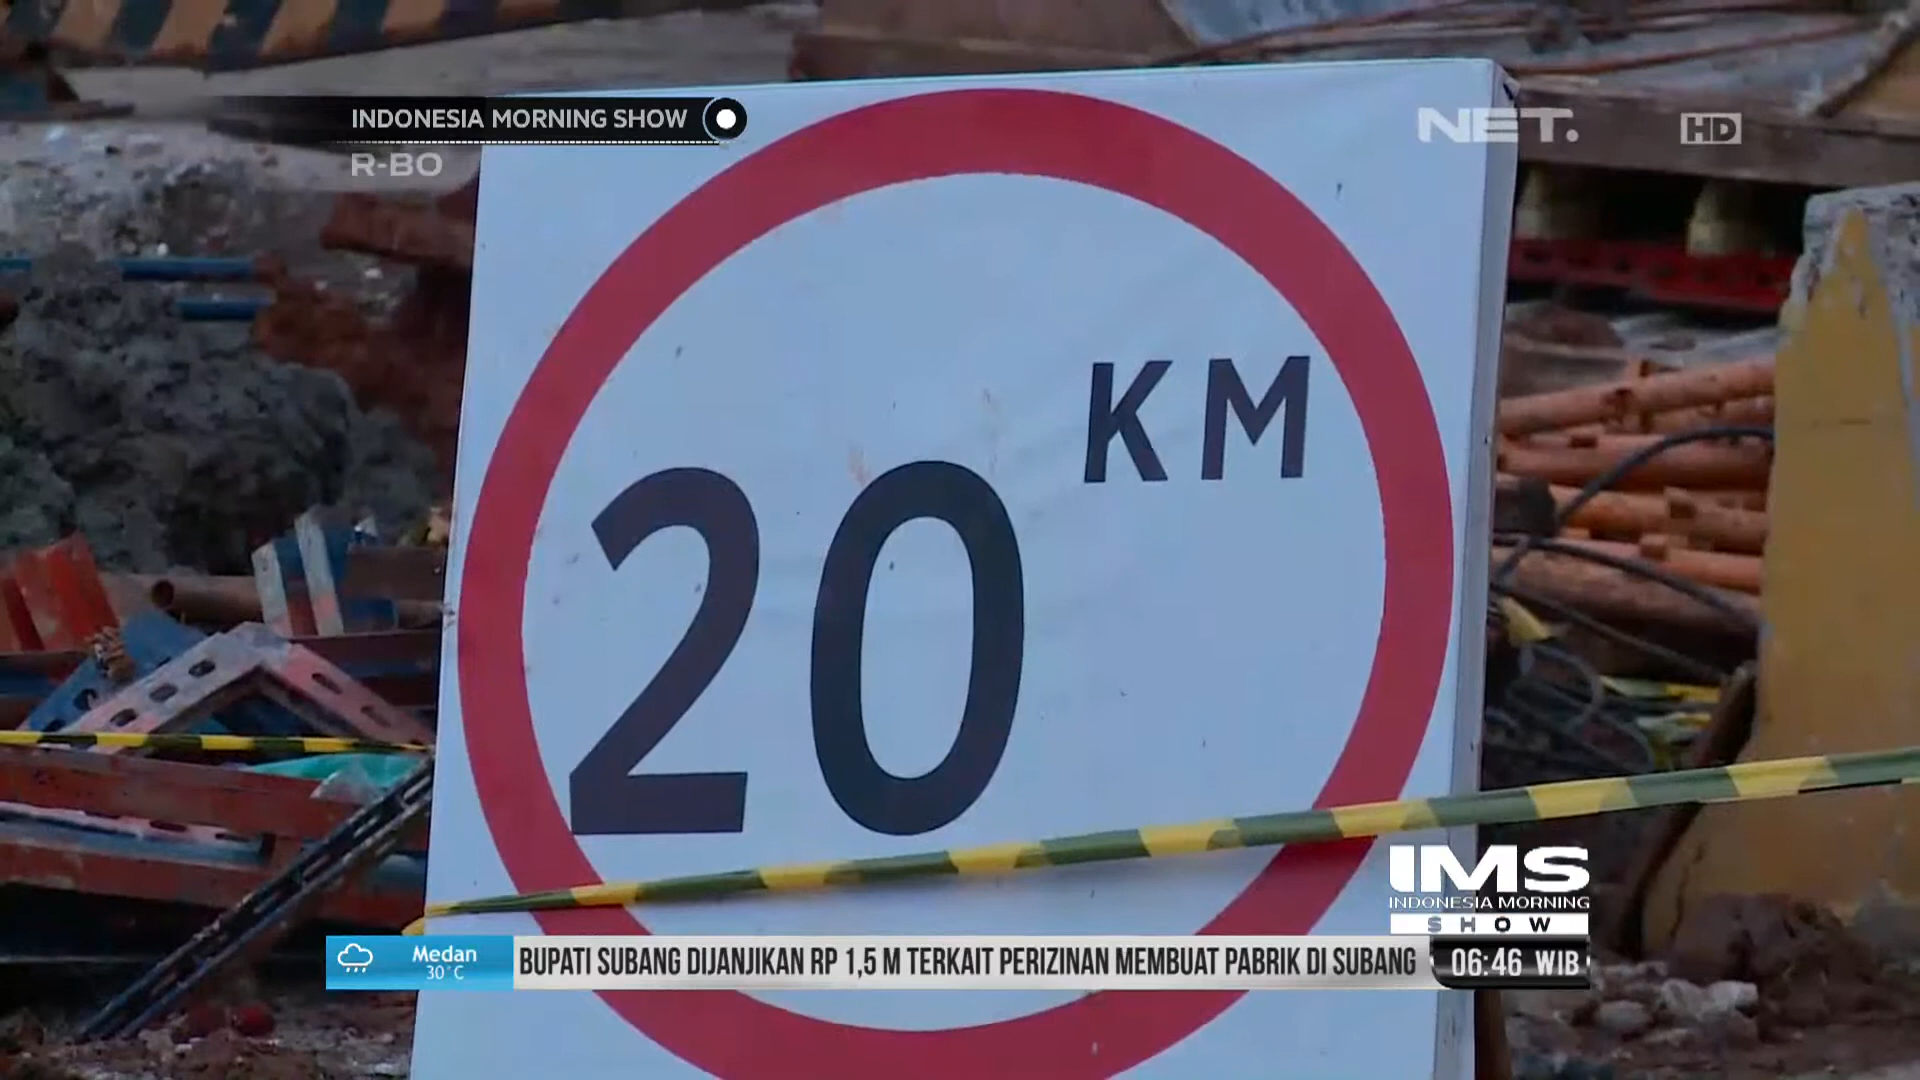 INDONESIA MORNING SHOW
R-BO
NET.
HD
KM
20
IMS
INDONESIA MORNING
SHOW
Medan
30°C
BUPATI SUBANG DIJANJIKAN RP 1,5 M TERKAIT PERIZINAN MEMBUAT PABRIK DI SUBANG
06:46 WIB